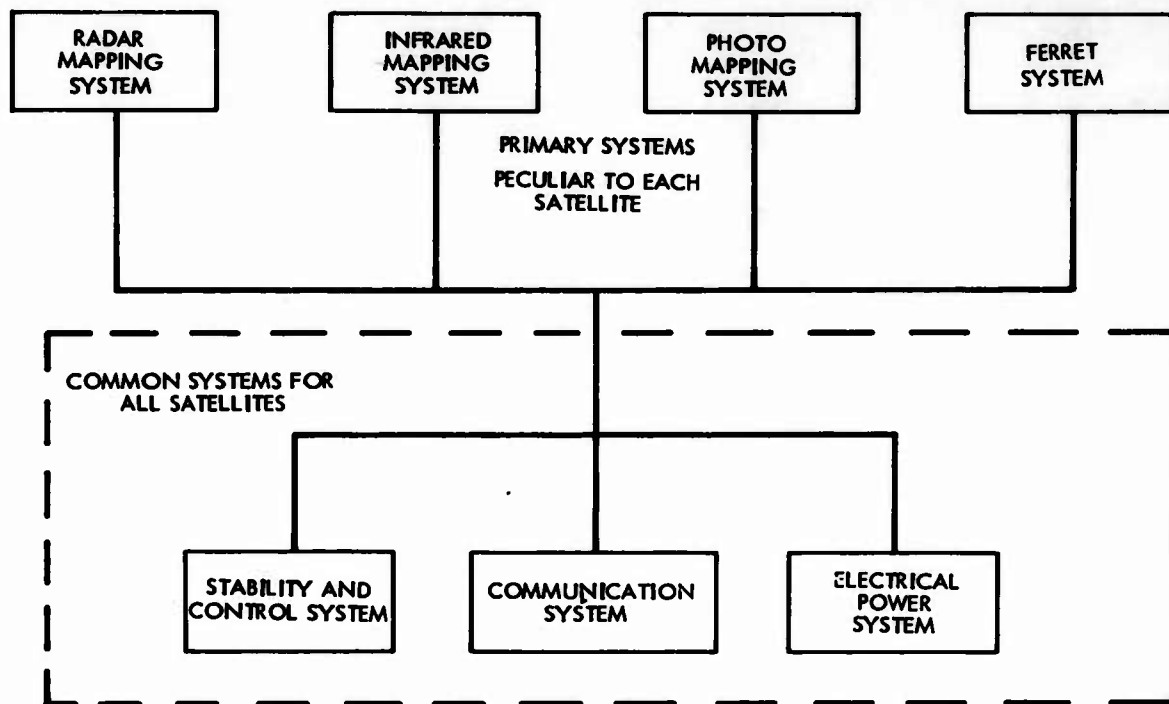 RADAR
MAPPING
SYSTEM
INFRARED
MAPPING
SYSTEM
PHOTO
MAPPING
SYSTEM
FERRET
SYSTEM
PRIMARY SYSTEMS
PECULIAR TO EACH
SATELLITE
COMMON SYSTEMS FOR
ALL SATELLITES
STABILITY AND
CONTROL SYSTEM
COMMUNICATION
SYSTEM
ELECTRICAL
POWER
SYSTEM